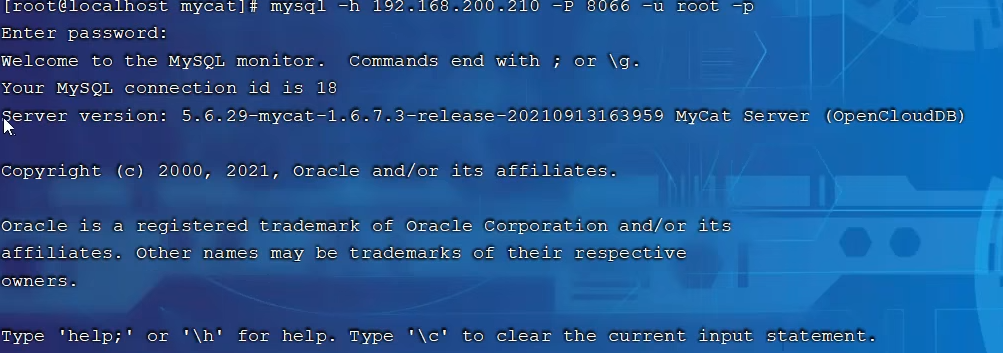 [root@localhost mycat]# mysql -h 192.168.200.210 -P 8066 -u root -p
Enter password:
Welcome to the MySQL monitor.  Commands end with ; or \g.
Your MySQL connection id is 18
Server version: 5.6.29-mycat-1.6.7.3-release-20210913163959 MyCat Server (OpenCloudDB)
Copyright (c) 2000, 2021, Oracle and/or its affiliates.
Oracle is a registered trademark of Oracle Corporation and/or its
affiliates. Other names may be trademarks of their respective
owners.
Type 'help;' or '\h' for help. Type '\c' to clear the current input statement.